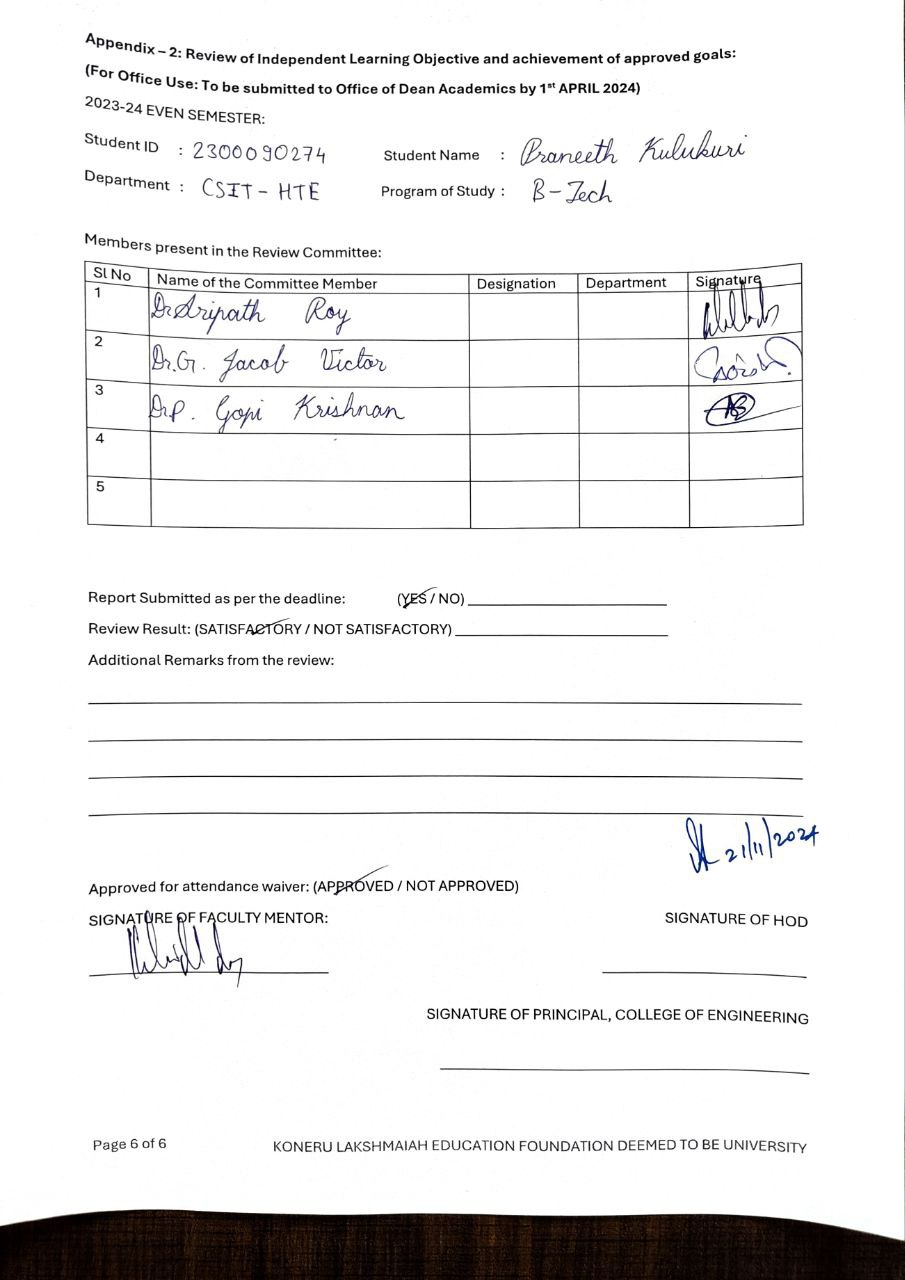 Appendix – 2: Review of Independent Learning Objective and achievement of approved goals:
(For Office Use: To be submitted to Office of Dean Academics by 1st APRIL 2024)
2023-24 EVEN SEMESTER:
Student ID : 2300090274 Student Name : Praneeth Kulukuri
Department : CSIT - HTE Program of Study : B-Tech
Members present in the Review Committee:
Sl No Name of the Committee Member Designation Department Signature
1 Dr Sripath Roy
2 Dr.G. Jacob Victor
3 Dr.P. Gopi Krishnan
4
5
Report Submitted as per the deadline: (YES / NO)
Review Result: (SATISFACTORY / NOT SATISFACTORY)
Additional Remarks from the review:
21/11/2024
Approved for attendance waiver: (APPROVED / NOT APPROVED)
SIGNATURE OF FACULTY MENTOR: SIGNATURE OF HOD
SIGNATURE OF PRINCIPAL, COLLEGE OF ENGINEERING
Page 6 of 6 KONERU LAKSHMAIAH EDUCATION FOUNDATION DEEMED TO BE UNIVERSITY